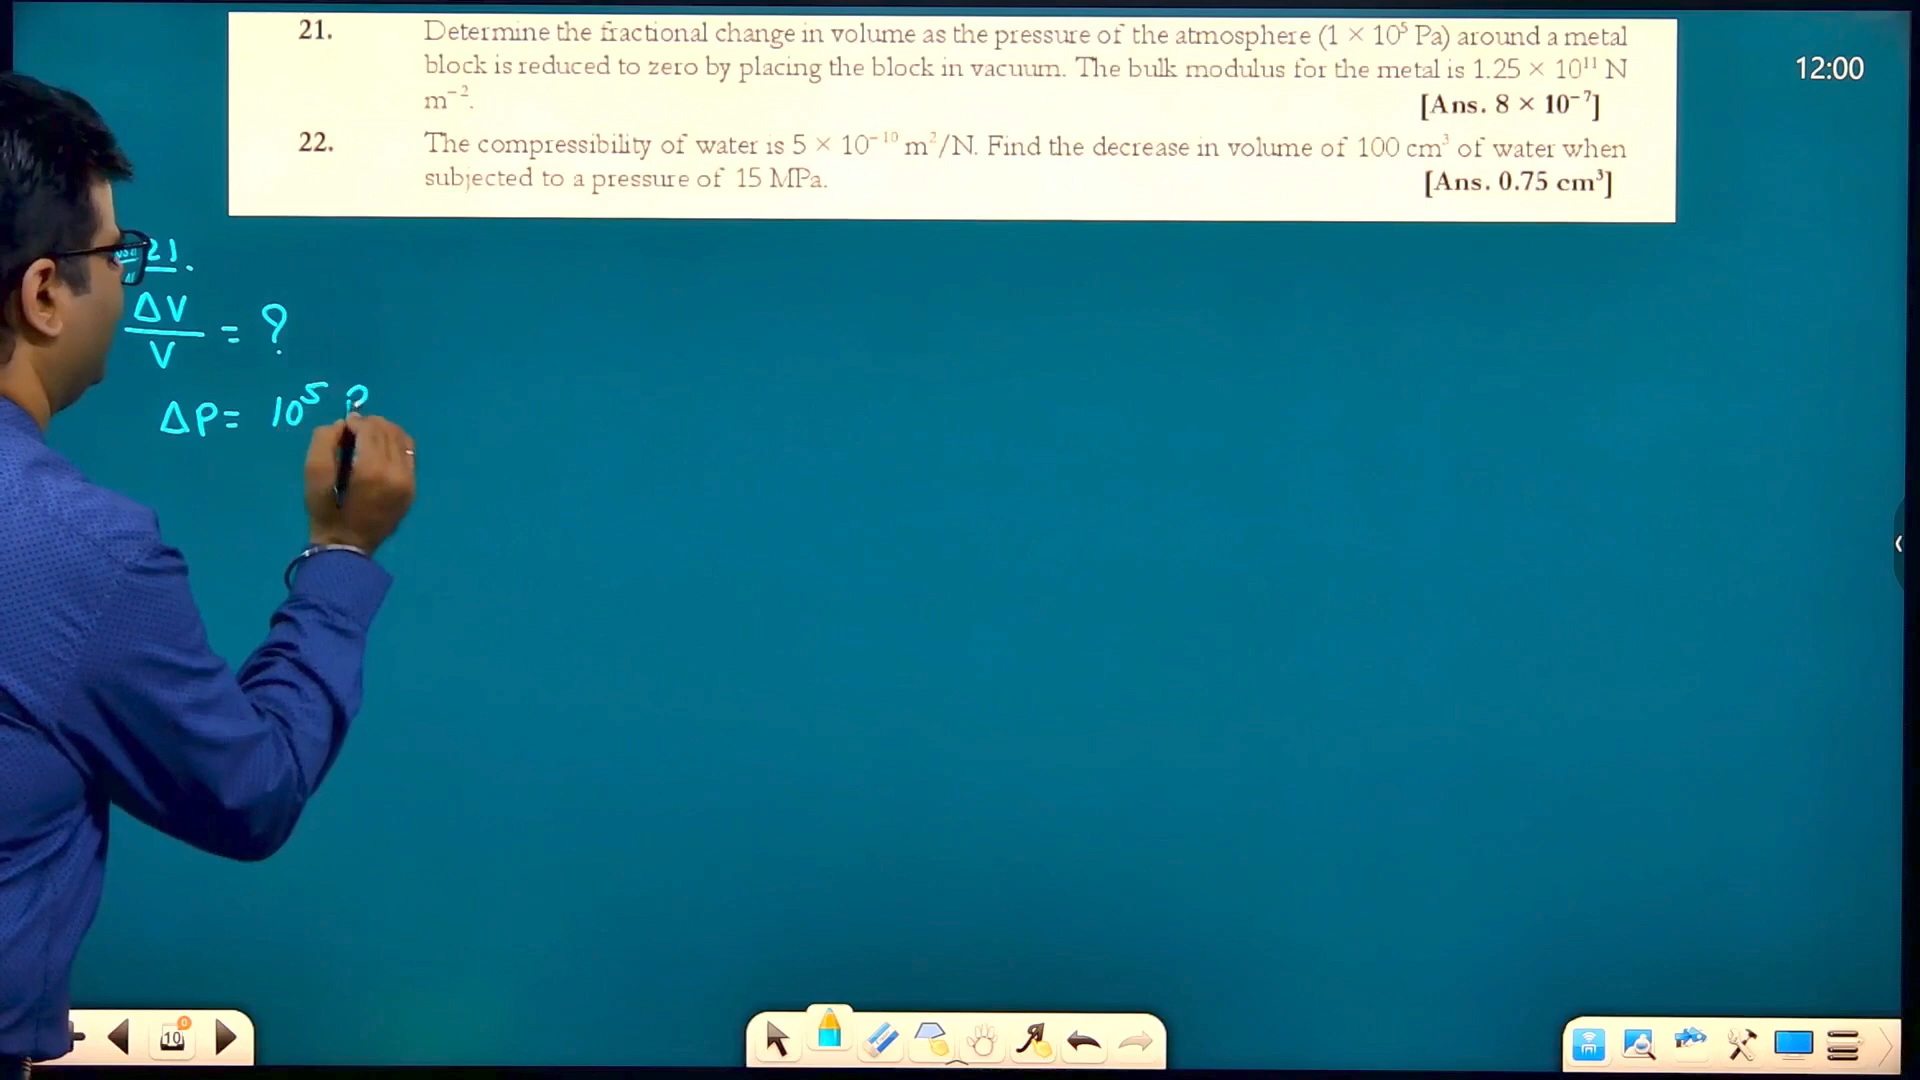 21. Determine the fractional change in volume as the pressure of the atmosphere (1 × 10⁵ Pa) around a metal
block is reduced to zero by placing the block in vacuum. The bulk modulus for the metal is 1.25 × 10¹¹ N
m⁻². [Ans. 8 × 10⁻⁷]
22. The compressibility of water is 5 × 10⁻¹⁰ m²/N. Find the decrease in volume of 100 cm³ of water when
subjected to a pressure of 15 MPa. [Ans. 0.75 cm³]
12:00
21.
ΔV/V = ?
ΔP = 10⁵ P
10
0